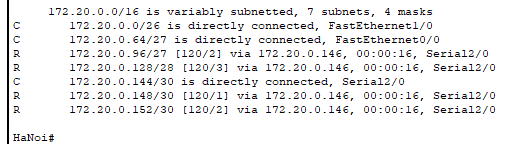 172.20.0.0/16 is variably subnetted, 7 subnets, 4 masks
C 172.20.0.0/26 is directly connected, FastEthernet1/0
C 172.20.0.64/27 is directly connected, FastEthernet0/0
R 172.20.0.96/27 [120/2] via 172.20.0.146, 00:00:16, Serial2/0
R 172.20.0.128/28 [120/3] via 172.20.0.146, 00:00:16, Serial2/0
C 172.20.0.144/30 is directly connected, Serial2/0
R 172.20.0.148/30 [120/1] via 172.20.0.146, 00:00:16, Serial2/0
R 172.20.0.152/30 [120/2] via 172.20.0.146, 00:00:16, Serial2/0
HaNoi#